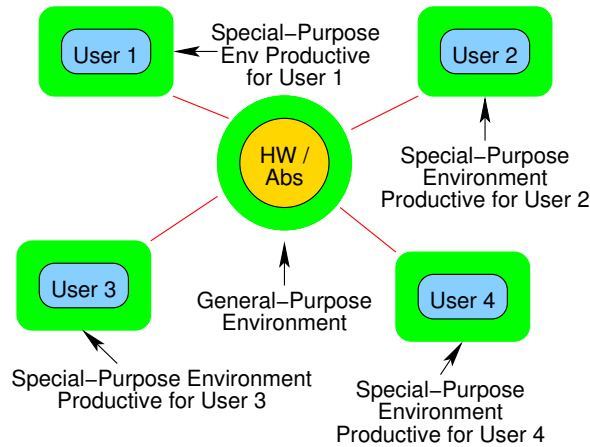 User 1
Special–Purpose
Env Productive
for User 1
User 2
HW /
Abs
Special–Purpose
Environment
Productive for User 2
User 3
General–Purpose
Environment
User 4
Special–Purpose Environment
Productive for User 3
Special–Purpose
Environment
Productive for User 4